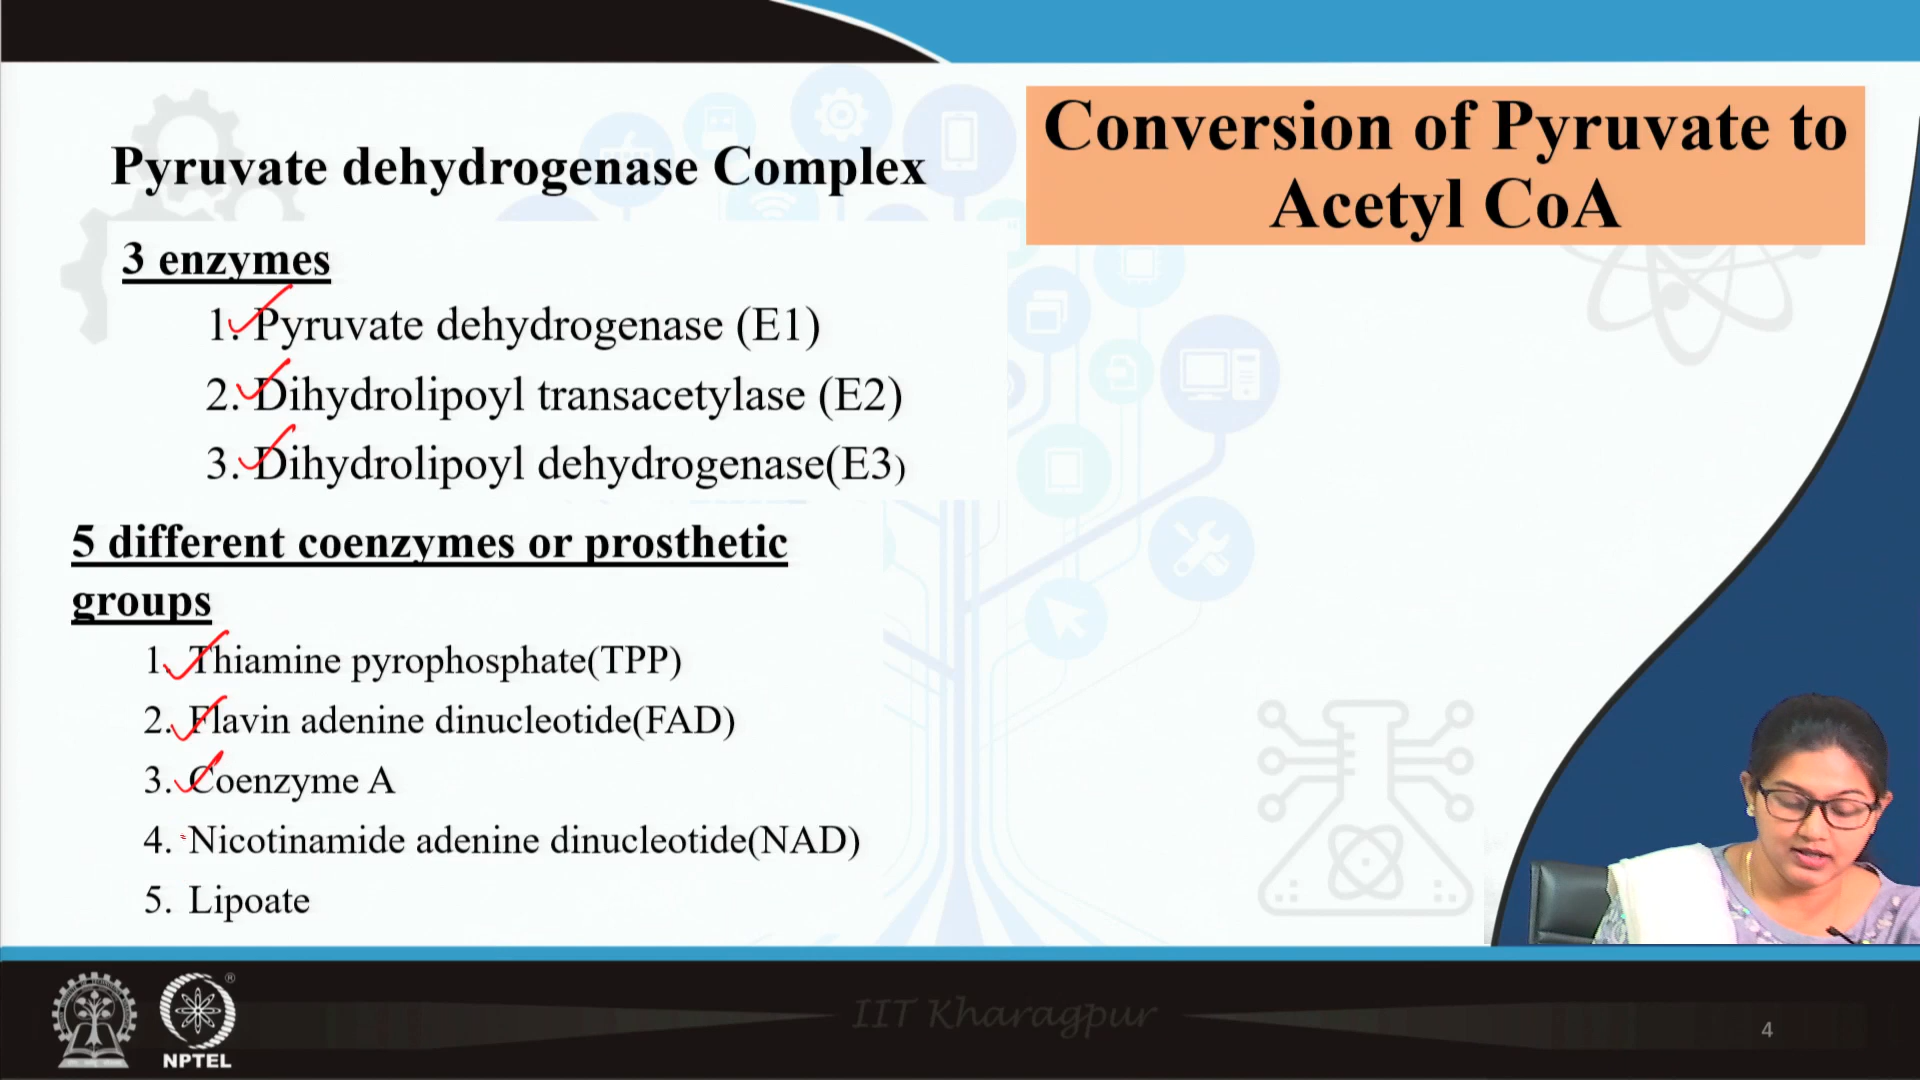 Conversion of Pyruvate to
Acetyl CoA
Pyruvate dehydrogenase Complex
3 enzymes
1. Pyruvate dehydrogenase (E1)
2. Dihydrolipoyl transacetylase (E2)
3. Dihydrolipoyl dehydrogenase(E3)
5 different coenzymes or prosthetic
groups
1. Thiamine pyrophosphate(TPP)
2. Flavin adenine dinucleotide(FAD)
3. Coenzyme A
4. Nicotinamide adenine dinucleotide(NAD)
5. Lipoate
®
NPTEL
IIT Kharagpur
4